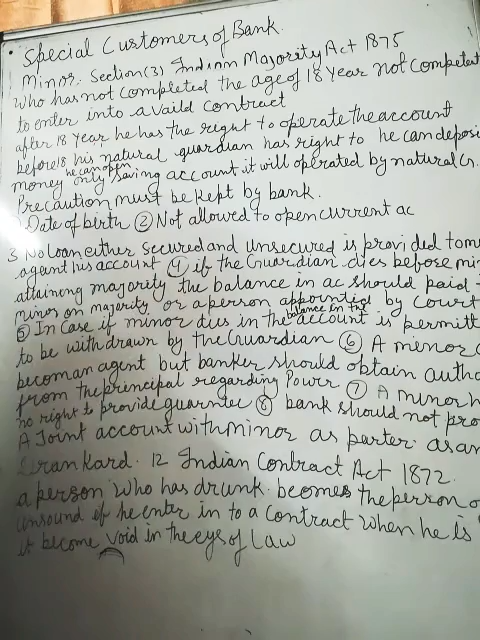 • Special Customers of Bank.
Minor. Section(3) Indian Majority Act 1875
Who has not completed the age of 18 Year not Competent
to enter into a Vaild Contract
after 18 Year he has the right to operate the account
before 18 his natural guardian has right to he can deposi
he can open
money only saving account it will operated by natural G.
Precaution must be Kept by bank.
Date of birth ② Not allowed to open current ac
3 No loan either secured and unsecured is provided to
against his account ④ if the Guardian dies before mi
attaining majority the balance in ac should paid t
minor on majority or a person appointed by court
balance in the
⑤ In Case if minor dies in the account is permitt
to be withdrawn by the Guardian ⑥ A menor
becoman agent but banker should obtain autho
from the principal regarding Power ⑦ A minor h
no right to provide guarntee ⑧ bank should not pro
A Joint account with minor as parter. as an
12 Indian Contract Act 1872.
a person who has drunk. becomes the person o
unsound if he enter in to a Contract when he is
it become void in the eyes of Law